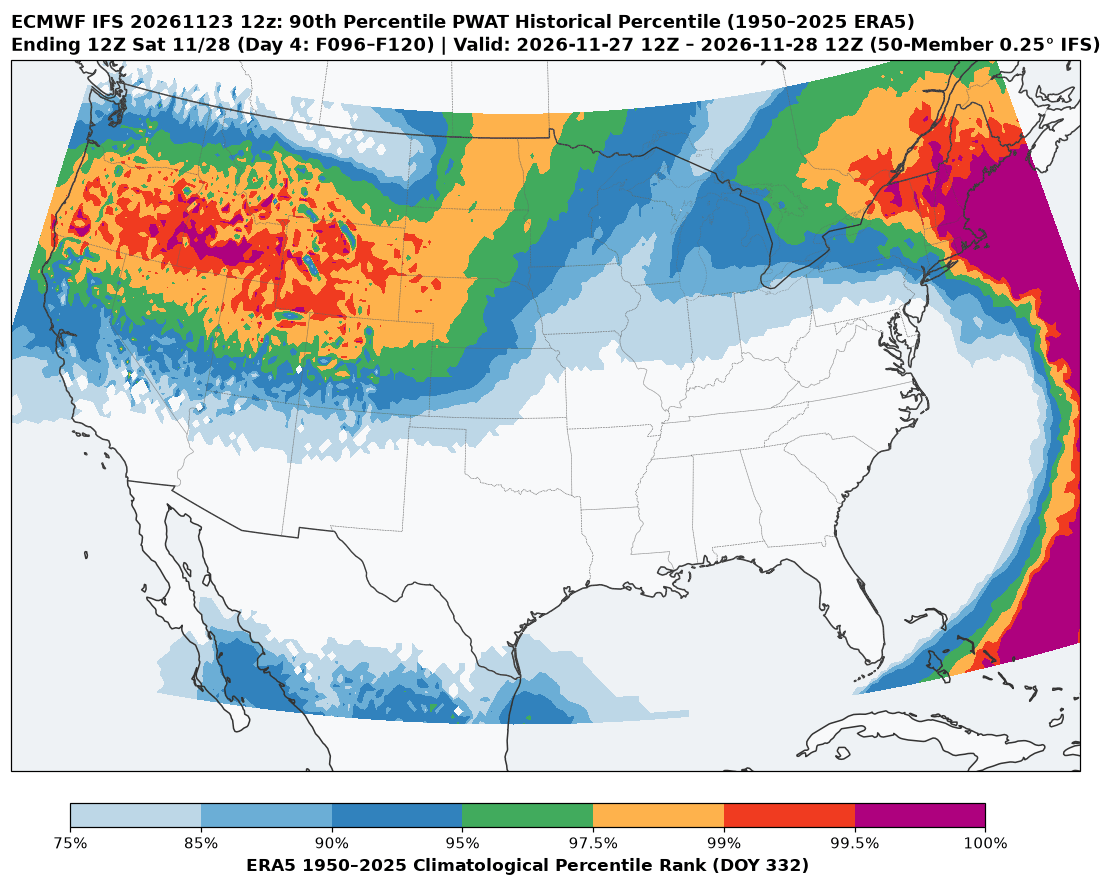 ECMWF IFS 20261123 12z: 90th Percentile PWAT Historical Percentile (1950–2025 ERA5)
Ending 12Z Sat 11/28 (Day 4: F096–F120) | Valid: 2026-11-27 12Z – 2026-11-28 12Z (50-Member 0.25° IFS)
75% 85% 90% 95% 97.5% 99% 99.5% 100%
ERA5 1950–2025 Climatological Percentile Rank (DOY 332)